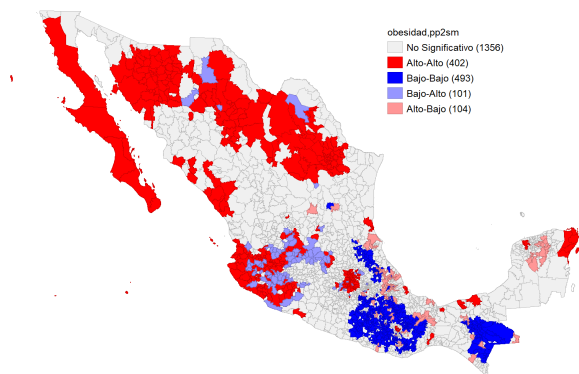 obesidad,pp2sm
No Significativo (1356)
Alto-Alto (402)
Bajo-Bajo (493)
Bajo-Alto (101)
Alto-Bajo (104)